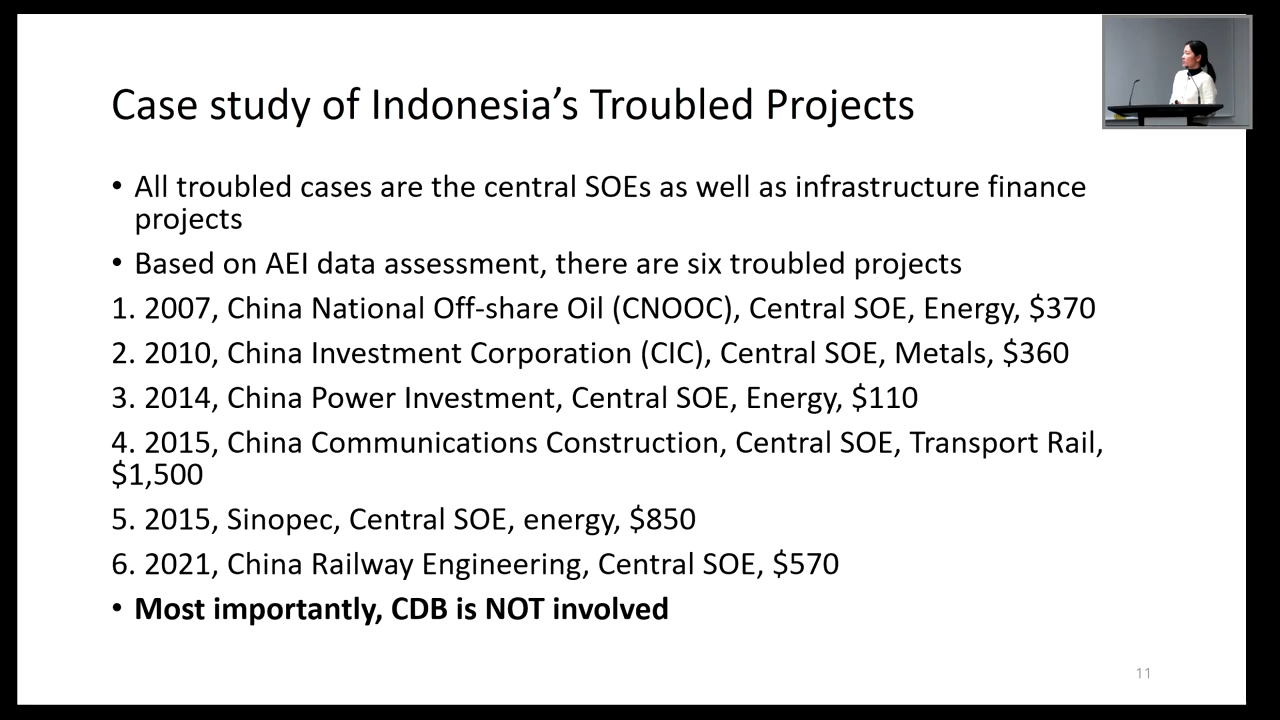 Case study of Indonesia’s Troubled Projects
• All troubled cases are the central SOEs as well as infrastructure finance
projects
• Based on AEI data assessment, there are six troubled projects
1. 2007, China National Off-share Oil (CNOOC), Central SOE, Energy, $370
2. 2010, China Investment Corporation (CIC), Central SOE, Metals, $360
3. 2014, China Power Investment, Central SOE, Energy, $110
4. 2015, China Communications Construction, Central SOE, Transport Rail,
$1,500
5. 2015, Sinopec, Central SOE, energy, $850
6. 2021, China Railway Engineering, Central SOE, $570
• Most importantly, CDB is NOT involved
11